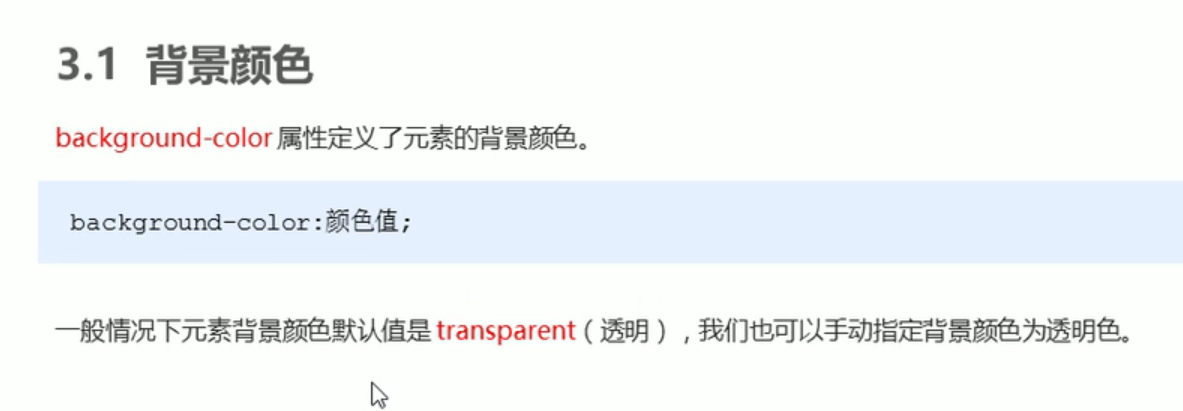 3.1 背景颜色
background-color 属性定义了元素的背景颜色。
background-color:颜色值;
一般情况下元素背景颜色默认值是 transparent（透明），我们也可以手动指定背景颜色为透明色。